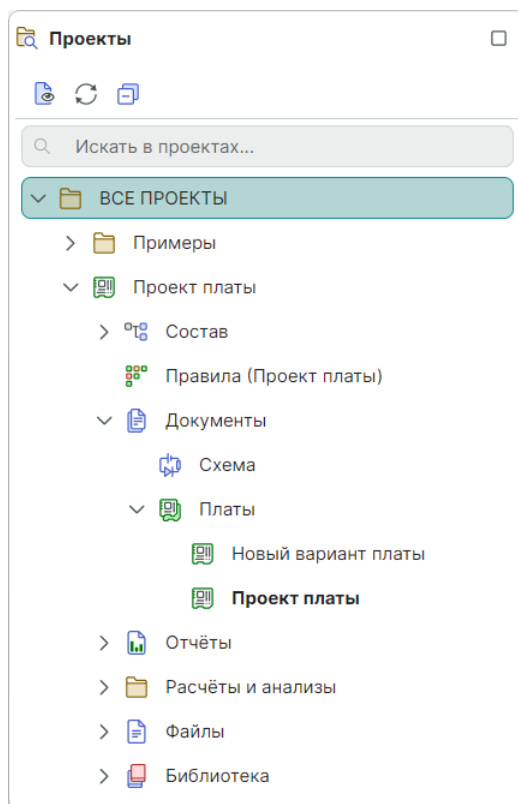 Проекты
Искать в проектах...
ВСЕ ПРОЕКТЫ
Примеры
Проект платы
Состав
Правила (Проект платы)
Документы
Схема
Платы
Новый вариант платы
Проект платы
Отчёты
Расчёты и анализы
Файлы
Библиотека